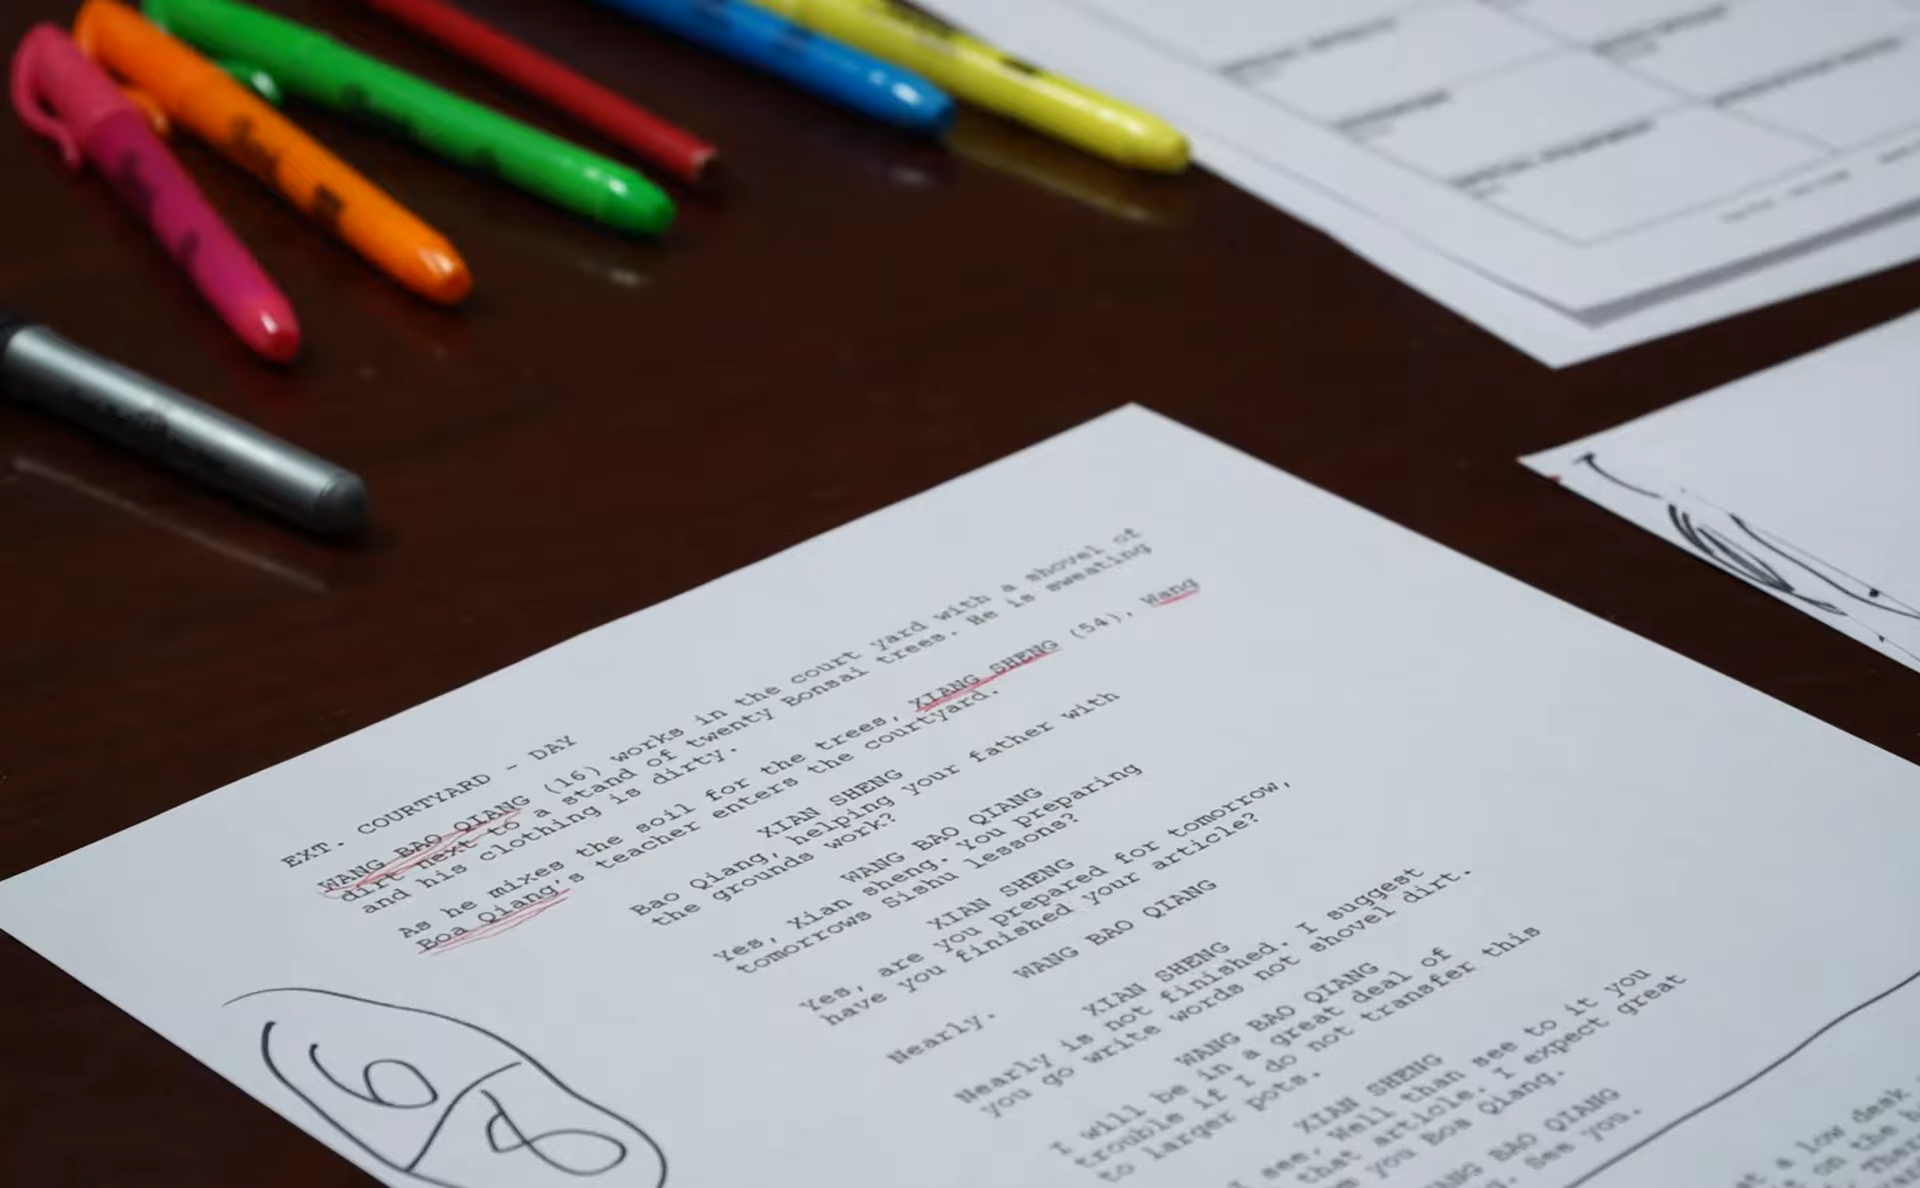 EXT. COURTYARD - DAY
WANG BAO QIANG (16) works in the court yard with a shovel of
dirt next to a stand of twenty Bonsai trees. He is sweating
and his clothing is dirty.
As he mixes the soil for the trees, XIANG SHENG (54), Wang
Boa Qiang's teacher enters the courtyard.
XIAN SHENG
Bao Qiang, helping your father with
the grounds work?
WANG BAO QIANG
Yes, Xian sheng. You preparing
tomorrows Sishu lessons?
XIAN SHENG
Yes, are you prepared for tomorrow,
have you finished your article?
WANG BAO QIANG
Nearly.
XIAN SHENG
Nearly is not finished. I suggest
you go write words not shovel dirt.
WANG BAO QIANG
I will be in a great deal of
trouble if I do not transfer this
to larger pots.
XIAN SHENG
I see, Well than see to it you
that article. I expect great
you Boa Qiang.
BAO QIANG
See you.
a low desk
on the
6
8